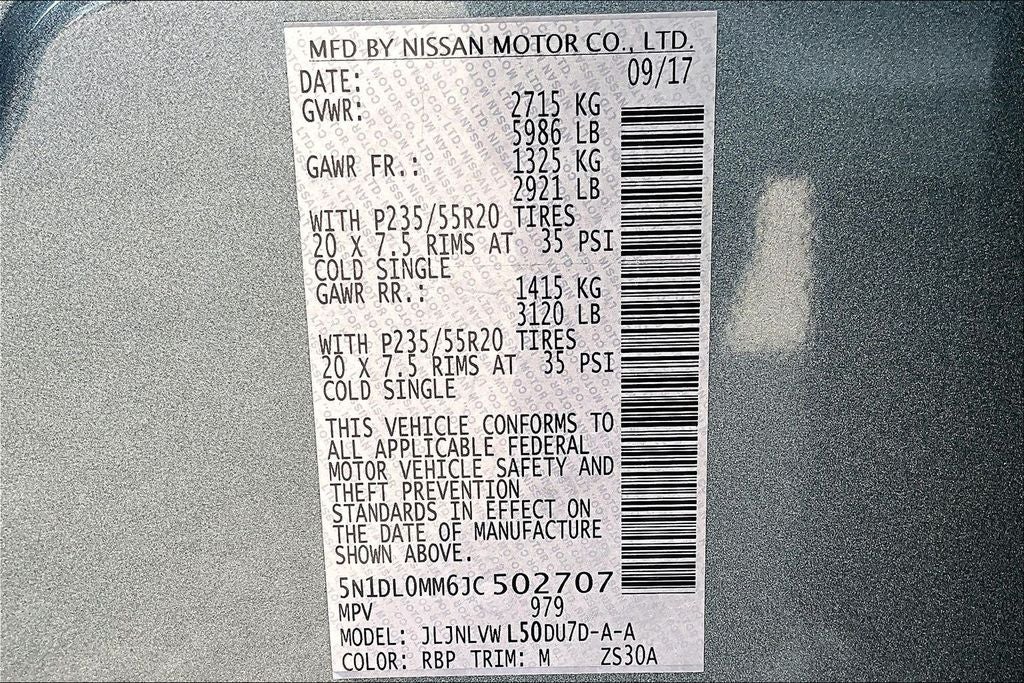 MFD BY NISSAN MOTOR CO., LTD.
DATE: 09/17
GVWR: 2715 KG
5986 LB
GAWR FR.: 1325 KG
2921 LB
WITH P235/55R20 TIRES
20 X 7.5 RIMS AT 35 PSI
COLD SINGLE
GAWR RR.: 1415 KG
3120 LB
WITH P235/55R20 TIRES
20 X 7.5 RIMS AT 35 PSI
COLD SINGLE
THIS VEHICLE CONFORMS TO
ALL APPLICABLE FEDERAL
MOTOR VEHICLE SAFETY AND
THEFT PREVENTION
STANDARDS IN EFFECT ON
THE DATE OF MANUFACTURE
SHOWN ABOVE.
5N1DL0MM6JC502707
MPV 979
MODEL: JLJNLVWL50DU7D-A-A
COLOR: RBP TRIM: M ZS30A